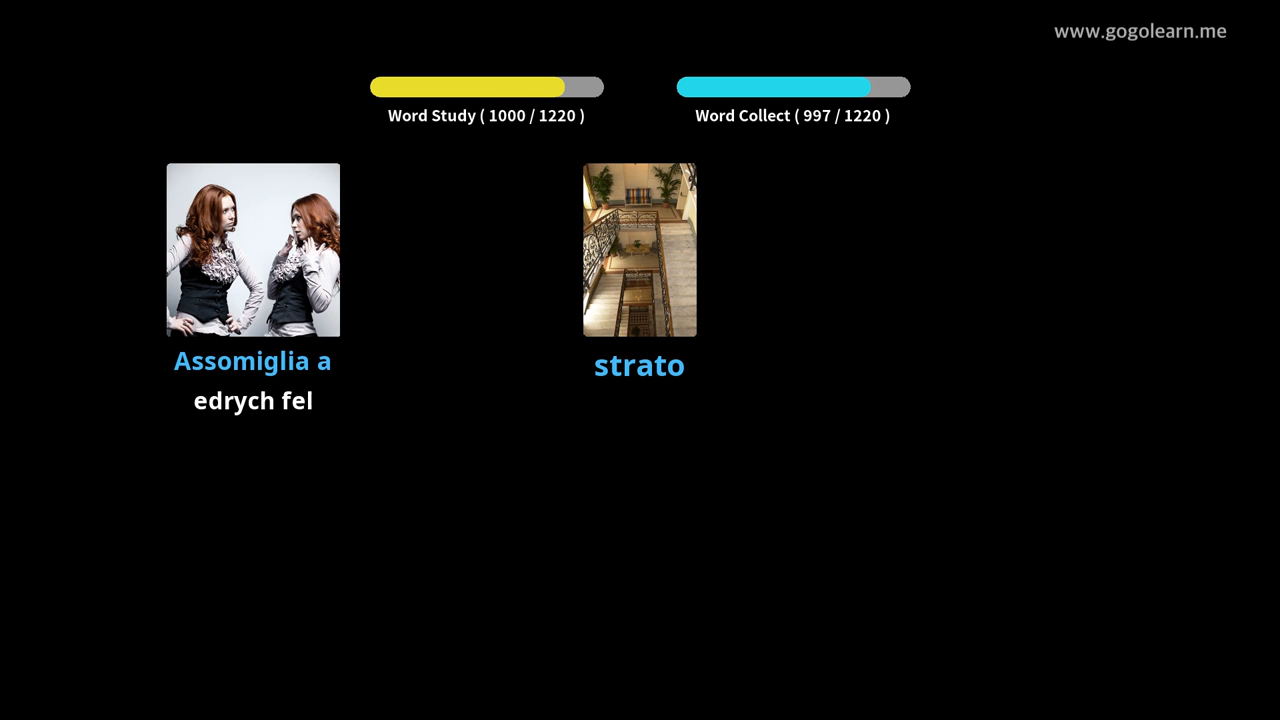 www.gogolearn.me
Word Study ( 1000 / 1220 )
Word Collect ( 997 / 1220 )
Assomiglia a
edrych fel
strato